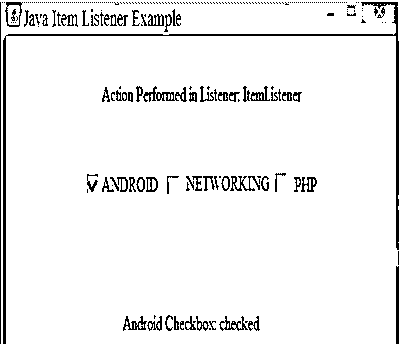 Java Item Listener Example
Action Performed in Listener: ItemListener
ANDROID NETWORKING PHP
Android Checkbox: checked